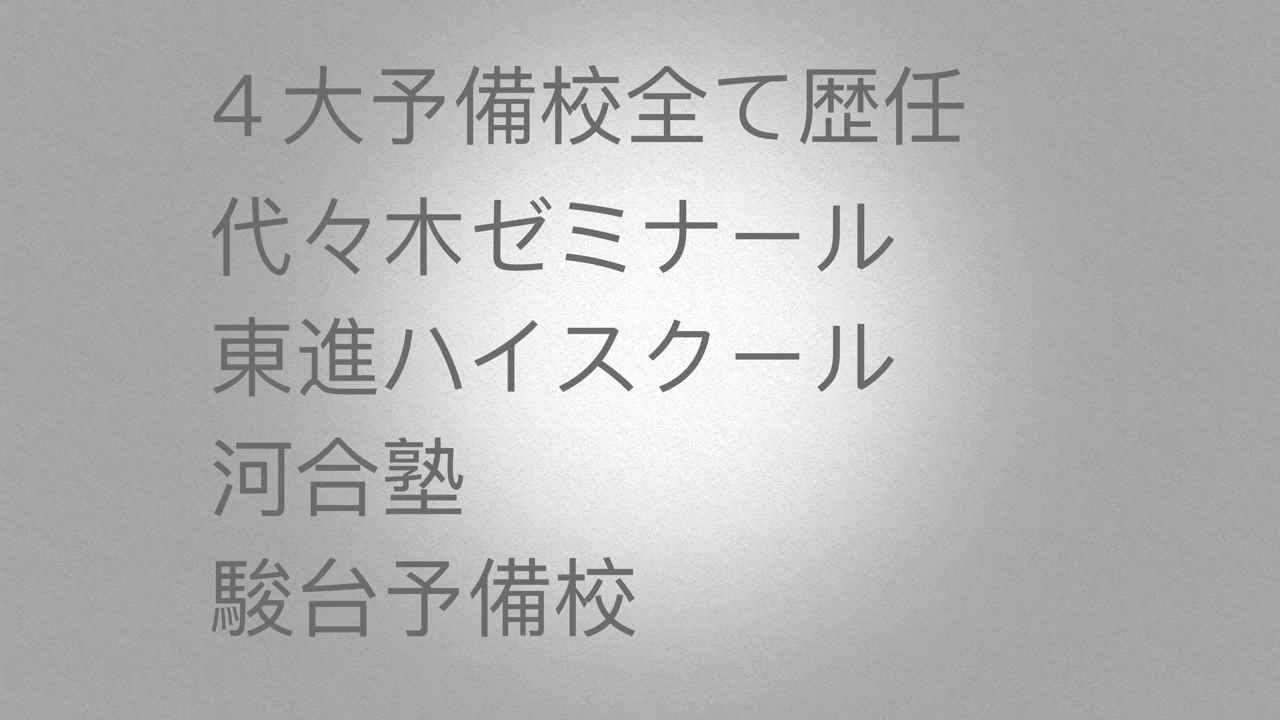 ４大予備校全て歴任
代々木ゼミナール
東進ハイスクール
河合塾
駿台予備校